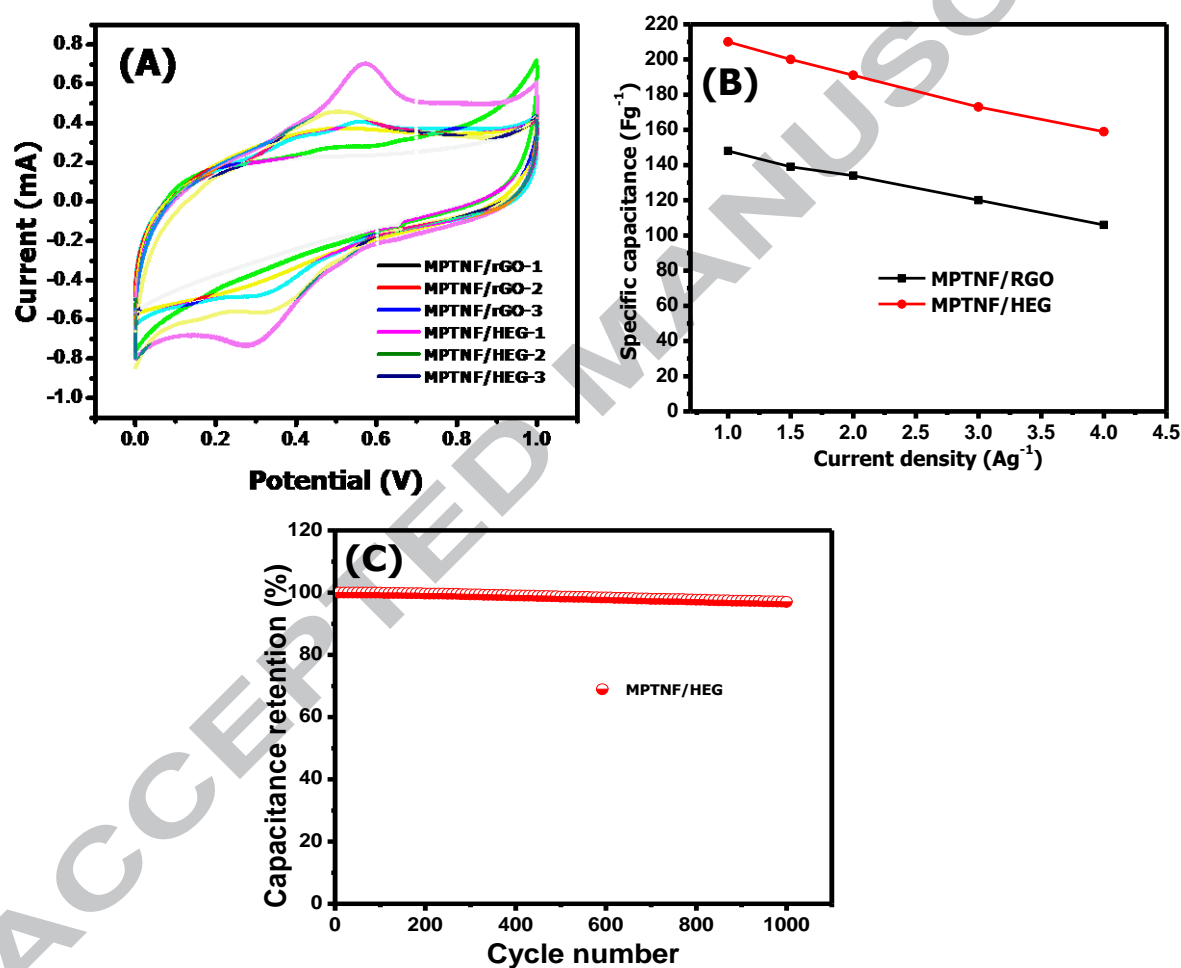 (A)
0.8
0.6
0.4
0.2
0.0
-0.2
-0.4
-0.6
-0.8
-1.0
Current (mA)
MPTNF/rGO-1
MPTNF/rGO-2
MPTNF/rGO-3
MPTNF/HEG-1
MPTNF/HEG-2
MPTNF/HEG-3
0.0 0.2 0.4 0.6 0.8 1.0
Potential (V)
(B)
220
200
180
160
140
120
100
80
60
40
20
0
Specific capacitance (Fg⁻¹)
MPTNF/RGO
MPTNF/HEG
1.0 1.5 2.0 2.5 3.0 3.5 4.0 4.5
Current density (Ag⁻¹)
(C)
120
100
80
60
40
20
0
Capacitance retention (%)
MPTNF/HEG
0 200 400 600 800 1000
Cycle number
ACCEPTED MANUSC